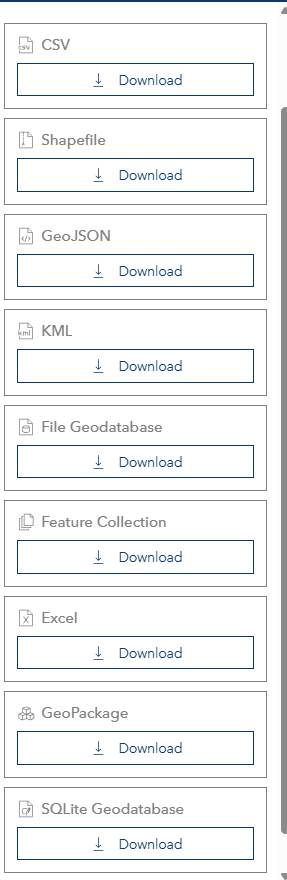 CSV
Download
Shapefile
Download
GeoJSON
Download
KML
Download
File Geodatabase
Download
Feature Collection
Download
Excel
Download
GeoPackage
Download
SQLite Geodatabase
Download